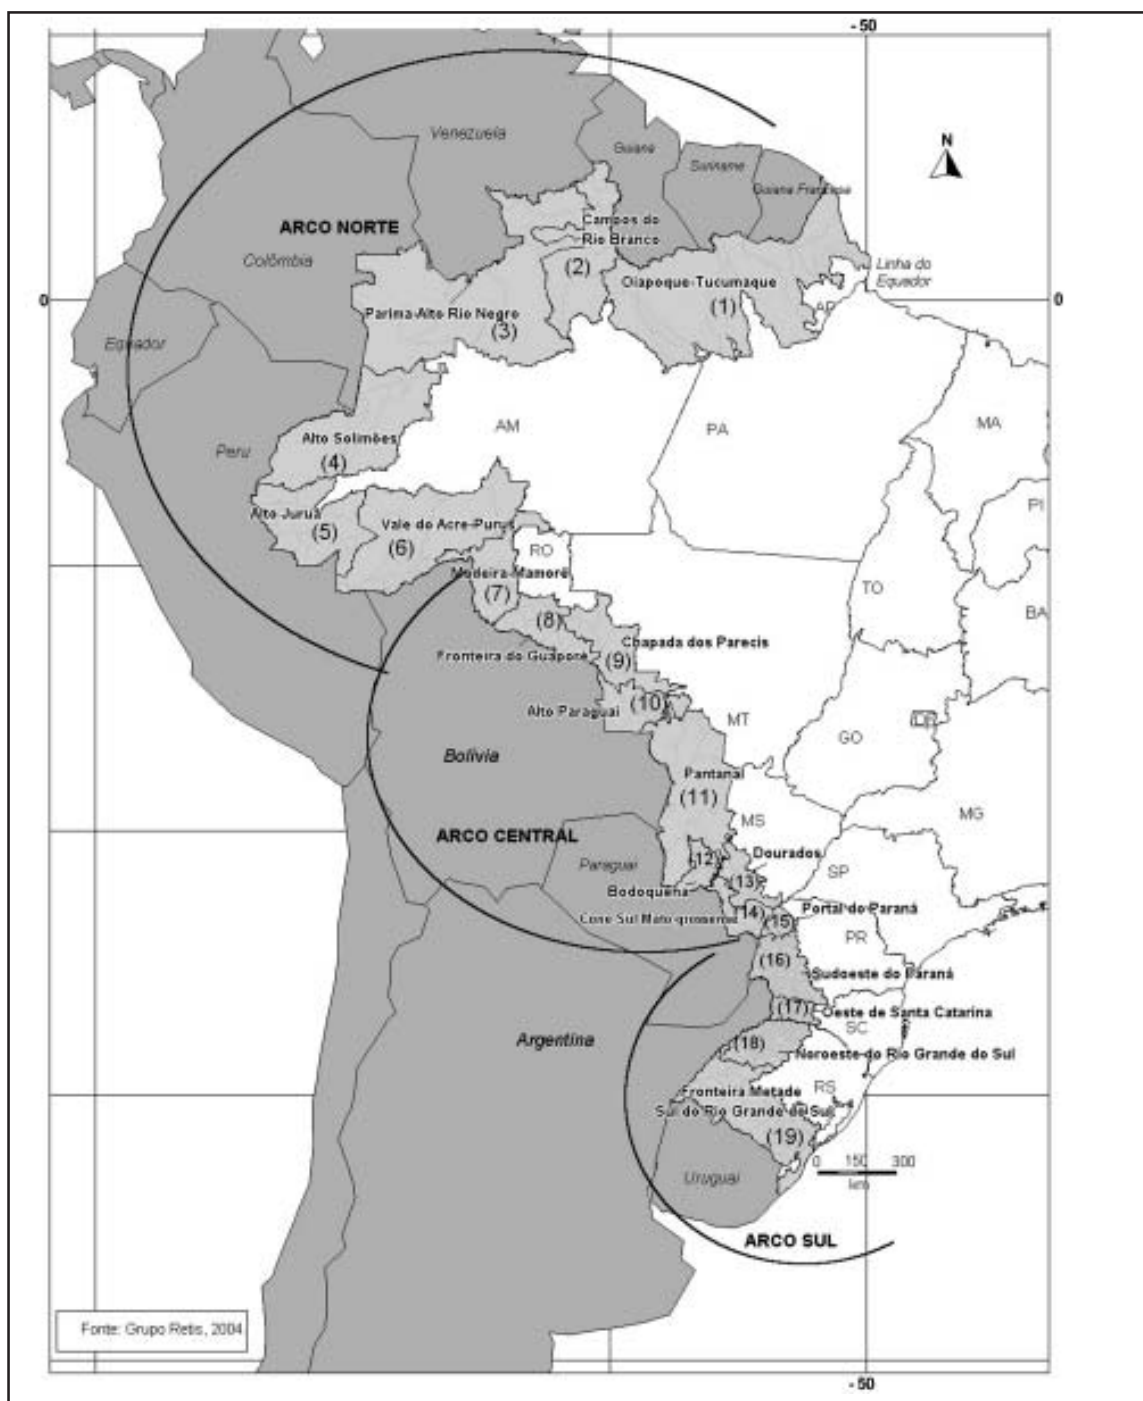 - 50
N
Venezuela
Guiana
Suriname
Guiana Francesa
ARCO NORTE
Colômbia
Campos do
Rio Branco
(2)
Linha do
Equador
Oiapoque-Tucumaque
(1)
0
0
AP
Parima-Alto Rio Negro
(3)
Equador
AM
PA
MA
Alto Solimões
(4)
Peru
PI
Alto Juruá
(5)
Vale do Acre-Purus
(6)
RO
Madeira-Mamoré
(7)
TO
BA
(8)
Chapada dos Parecis
(9)
Fronteira do Guaporé
Alto Paraguai
(10)
MT
GO
DF
Bolívia
Pantanal
(11)
MG
MS
ARCO CENTRAL
Dourados
SP
Paraguai
(12)
(13)
Bodoquena
Cone Sul Mato-grossense
(14)
(15)
Portal do Paraná
PR
(16)
Sudoeste do Paraná
(17)
Oeste de Santa Catarina
SC
Argentina
(18)
Noroeste do Rio Grande do Sul
Fronteira Metade
Sul do Rio Grande do Sul
RS
(19)
0 150 300
km
Uruguai
ARCO SUL
Fonte: Grupo Retis, 2004
- 50